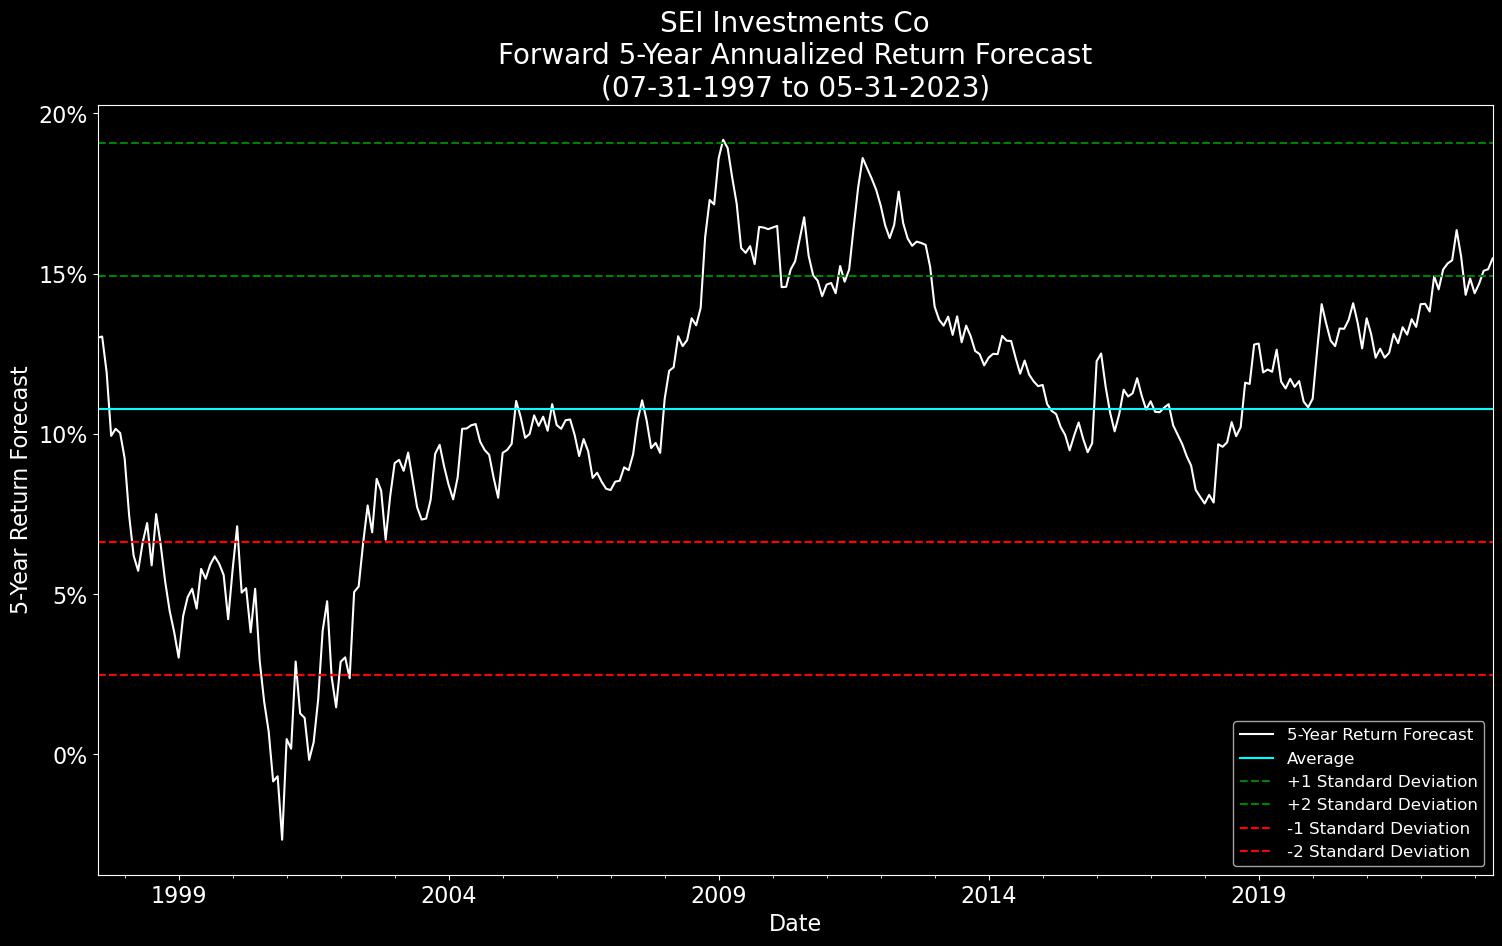 SEI Investments Co
Forward 5-Year Annualized Return Forecast
(07-31-1997 to 05-31-2023)
5-Year Return Forecast
20%
15%
10%
5%
0%
1999
2004
2009
2014
2019
Date
5-Year Return Forecast
Average
+1 Standard Deviation
+2 Standard Deviation
-1 Standard Deviation
-2 Standard Deviation